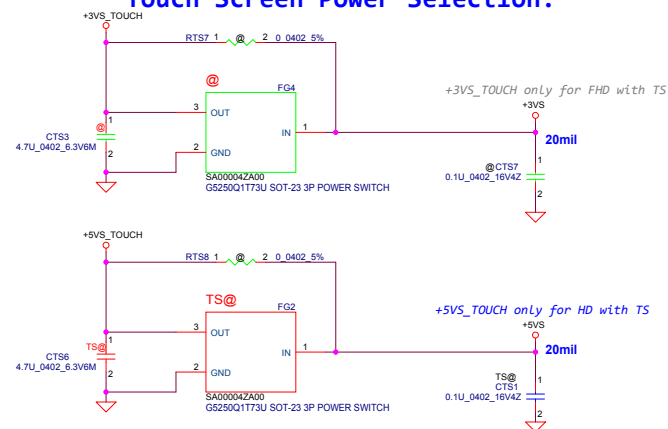 Touch Screen Power Selection.
+3VS_TOUCH
RTS7 1 @ 2 0_0402_5%
@
FG4
+3VS_TOUCH only for FHD with TS
+3VS
3 OUT
1
@
IN 1
20mil
CTS3
4.7U_0402_6.3V6M
2
2 GND
1
@CTS7
0.1U_0402_16V4Z
2
SA00004ZA00
G5250Q1T73U SOT-23 3P POWER SWITCH
+5VS_TOUCH
RTS8 1 @ 2 0_0402_5%
TS@
FG2
+5VS_TOUCH only for HD with TS
+5VS
3 OUT
1
TS@
IN 1
20mil
CTS6
4.7U_0402_6.3V6M
2
2 GND
TS@
1
CTS1
0.1U_0402_16V4Z
2
SA00004ZA00
G5250Q1T73U SOT-23 3P POWER SWITCH